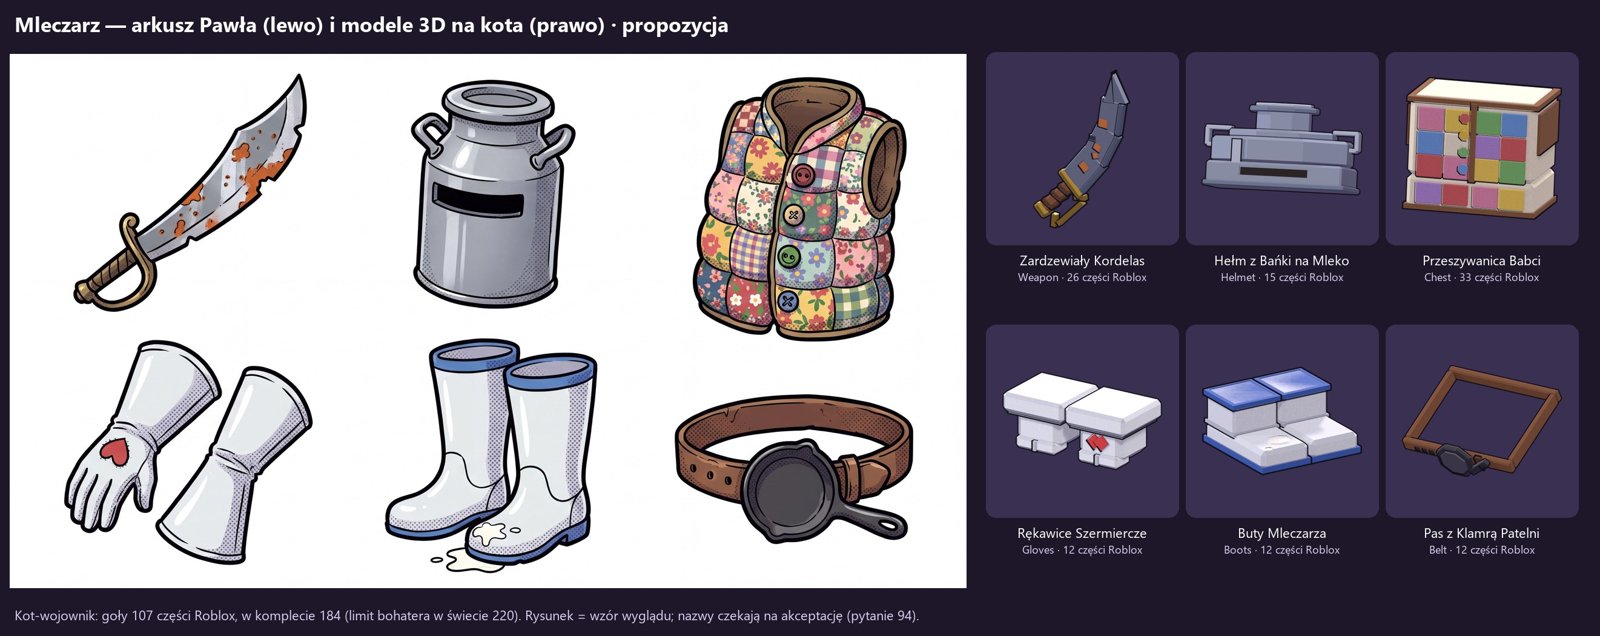 Mleczarz — arkusz Pawła (lewo) i modele 3D na kota (prawo) · propozycja
Zardzewiały Kordelas
Weapon · 26 części Roblox
Hełm z Bańki na Mleko
Helmet · 15 części Roblox
Przeszywanica Babci
Chest · 33 części Roblox
Rękawice Szermiercze
Gloves · 12 części Roblox
Buty Mleczarza
Boots · 12 części Roblox
Pas z Klamrą Patelni
Belt · 12 części Roblox
Kot-wojownik: goły 107 części Roblox, w komplecie 184 (limit bohatera w świecie 220). Rysunek = wzór wyglądu; nazwy czekają na akceptację (pytanie 94).